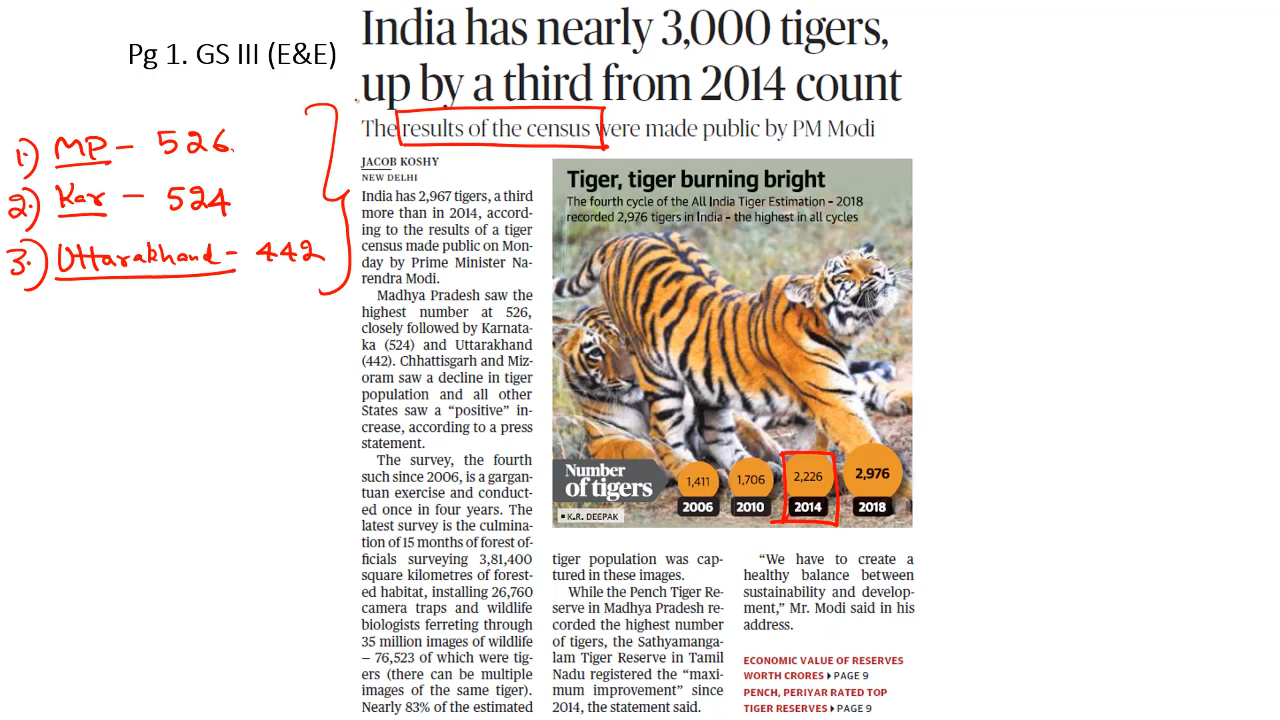 Pg 1. GS III (E&E)
1.) MP - 526
2.) Kar - 524
3.) Uttarakhand - 442
India has nearly 3,000 tigers,
up by a third from 2014 count
The results of the census were made public by PM Modi
JACOB KOSHY
NEW DELHI
India has 2,967 tigers, a third
more than in 2014, accord-
ing to the results of a tiger
census made public on Mon-
day by Prime Minister Na-
rendra Modi.
Madhya Pradesh saw the
highest number at 526,
closely followed by Karnata-
ka (524) and Uttarakhand
(442). Chhattisgarh and Miz-
oram saw a decline in tiger
population and all other
States saw a “positive” in-
crease, according to a press
statement.
The survey, the fourth
such since 2006, is a gargan-
tuan exercise and conduct-
ed once in four years. The
latest survey is the culmina-
tion of 15 months of forest of-
ficials surveying 3,81,400
square kilometres of forest-
ed habitat, installing 26,760
camera traps and wildlife
biologists ferreting through
35 million images of wildlife
– 76,523 of which were tig-
ers (there can be multiple
images of the same tiger).
Nearly 83% of the estimated
Tiger, tiger burning bright
The fourth cycle of the All India Tiger Estimation - 2018
recorded 2,976 tigers in India - the highest in all cycles
Number
of tigers
1,411
1,706
2,226
2,976
2006
2010
2014
2018
K.R. DEEPAK
tiger population was cap-
tured in these images.
While the Pench Tiger Re-
serve in Madhya Pradesh re-
corded the highest number
of tigers, the Sathyamanga-
lam Tiger Reserve in Tamil
Nadu registered the “maxi-
mum improvement” since
2014, the statement said.
“We have to create a
healthy balance between
sustainability and develop-
ment,” Mr. Modi said in his
address.
ECONOMIC VALUE OF RESERVES
WORTH CRORES PAGE 9
PENCH, PERIYAR RATED TOP
TIGER RESERVES PAGE 9